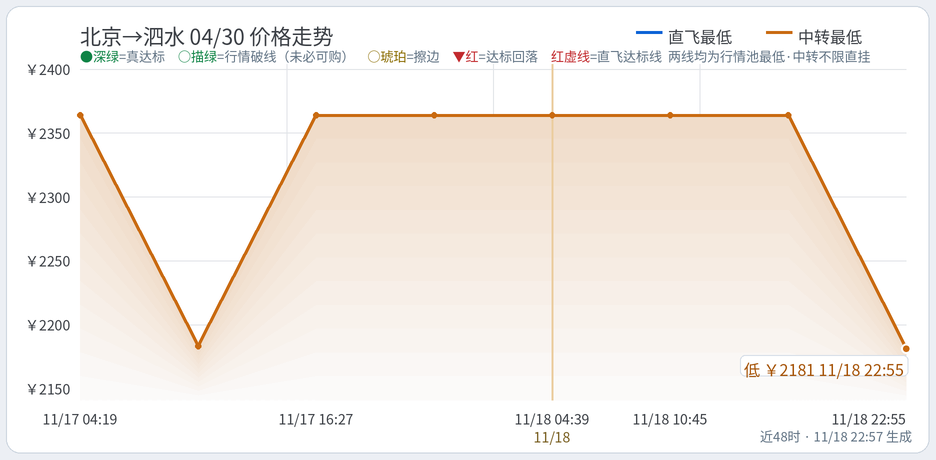 北京→泗水 04/30 价格走势
直飞最低 中转最低
●深绿=真达标 ○描绿=行情破线（未必可购） ○琥珀=擦边 ▼红=达标回落 红虚线=直飞达标线 两线均为行情池最低·中转不限直挂
￥2400
￥2350
￥2300
￥2250
￥2200
￥2150
低 ￥2181 11/18 22:55
11/17 04:19 11/17 16:27 11/18 04:39 11/18 10:45 11/18 22:55
11/18
近48时 · 11/18 22:57 生成